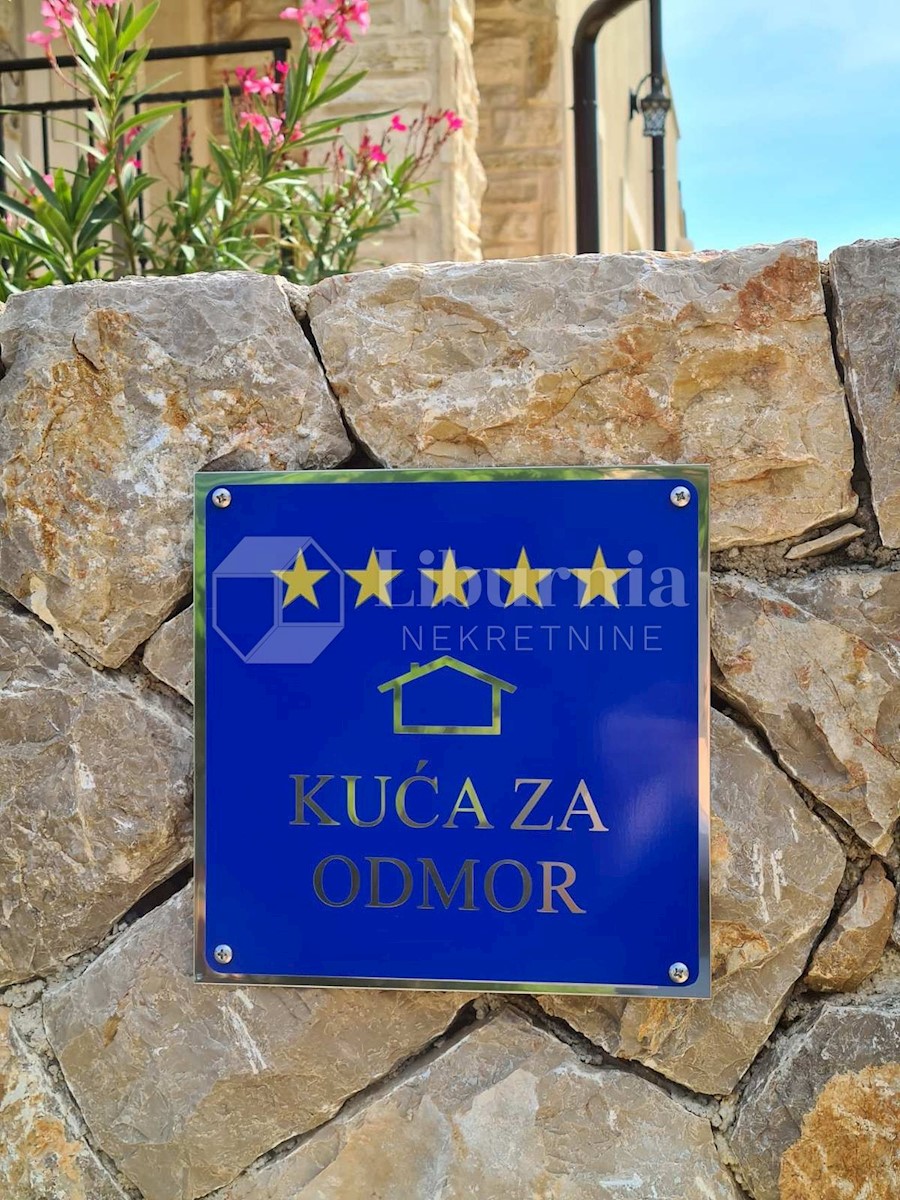 Liburnia
NEKRETNINE
KUĆA ZA
ODMOR